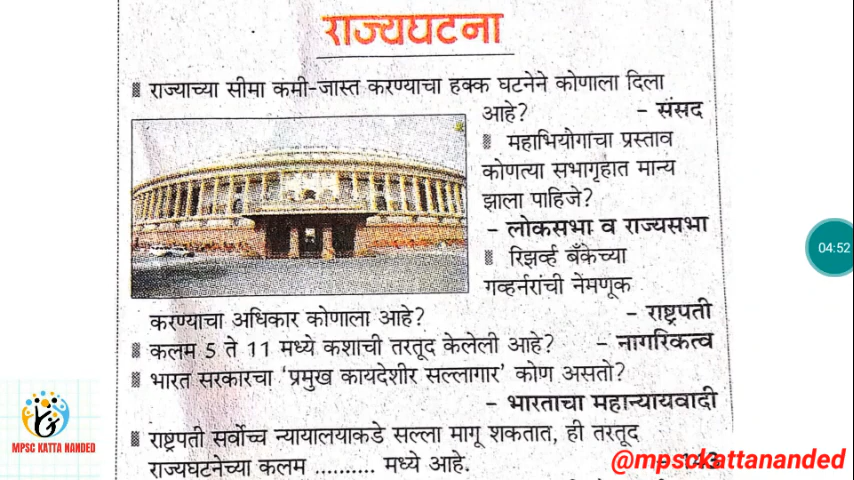 राज्यघटना
राज्याच्या सीमा कमी-जास्त करण्याचा हक्क घटनेने कोणाला दिला
आहे? – संसद
महाभियोगाचा प्रस्ताव
कोणत्या सभागृहात मान्य
झाला पाहिजे?
– लोकसभा व राज्यसभा
रिझर्व्ह बँकेच्या
गव्हर्नरांची नेमणूक
करण्याचा अधिकार कोणाला आहे? – राष्ट्रपती
कलम 5 ते 11 मध्ये कशाची तरतूद केलेली आहे? – नागरिकत्व
भारत सरकारचा ‘प्रमुख कायदेशीर सल्लागार’ कोण असतो?
– भारताचा महान्यायवादी
राष्ट्रपती सर्वोच्च न्यायालयाकडे सल्ला मागू शकतात, ही तरतूद
राज्यघटनेच्या कलम .......... मध्ये आहे. – 143
@mpsckattananded
MPSC KATTA NANDED
04:52